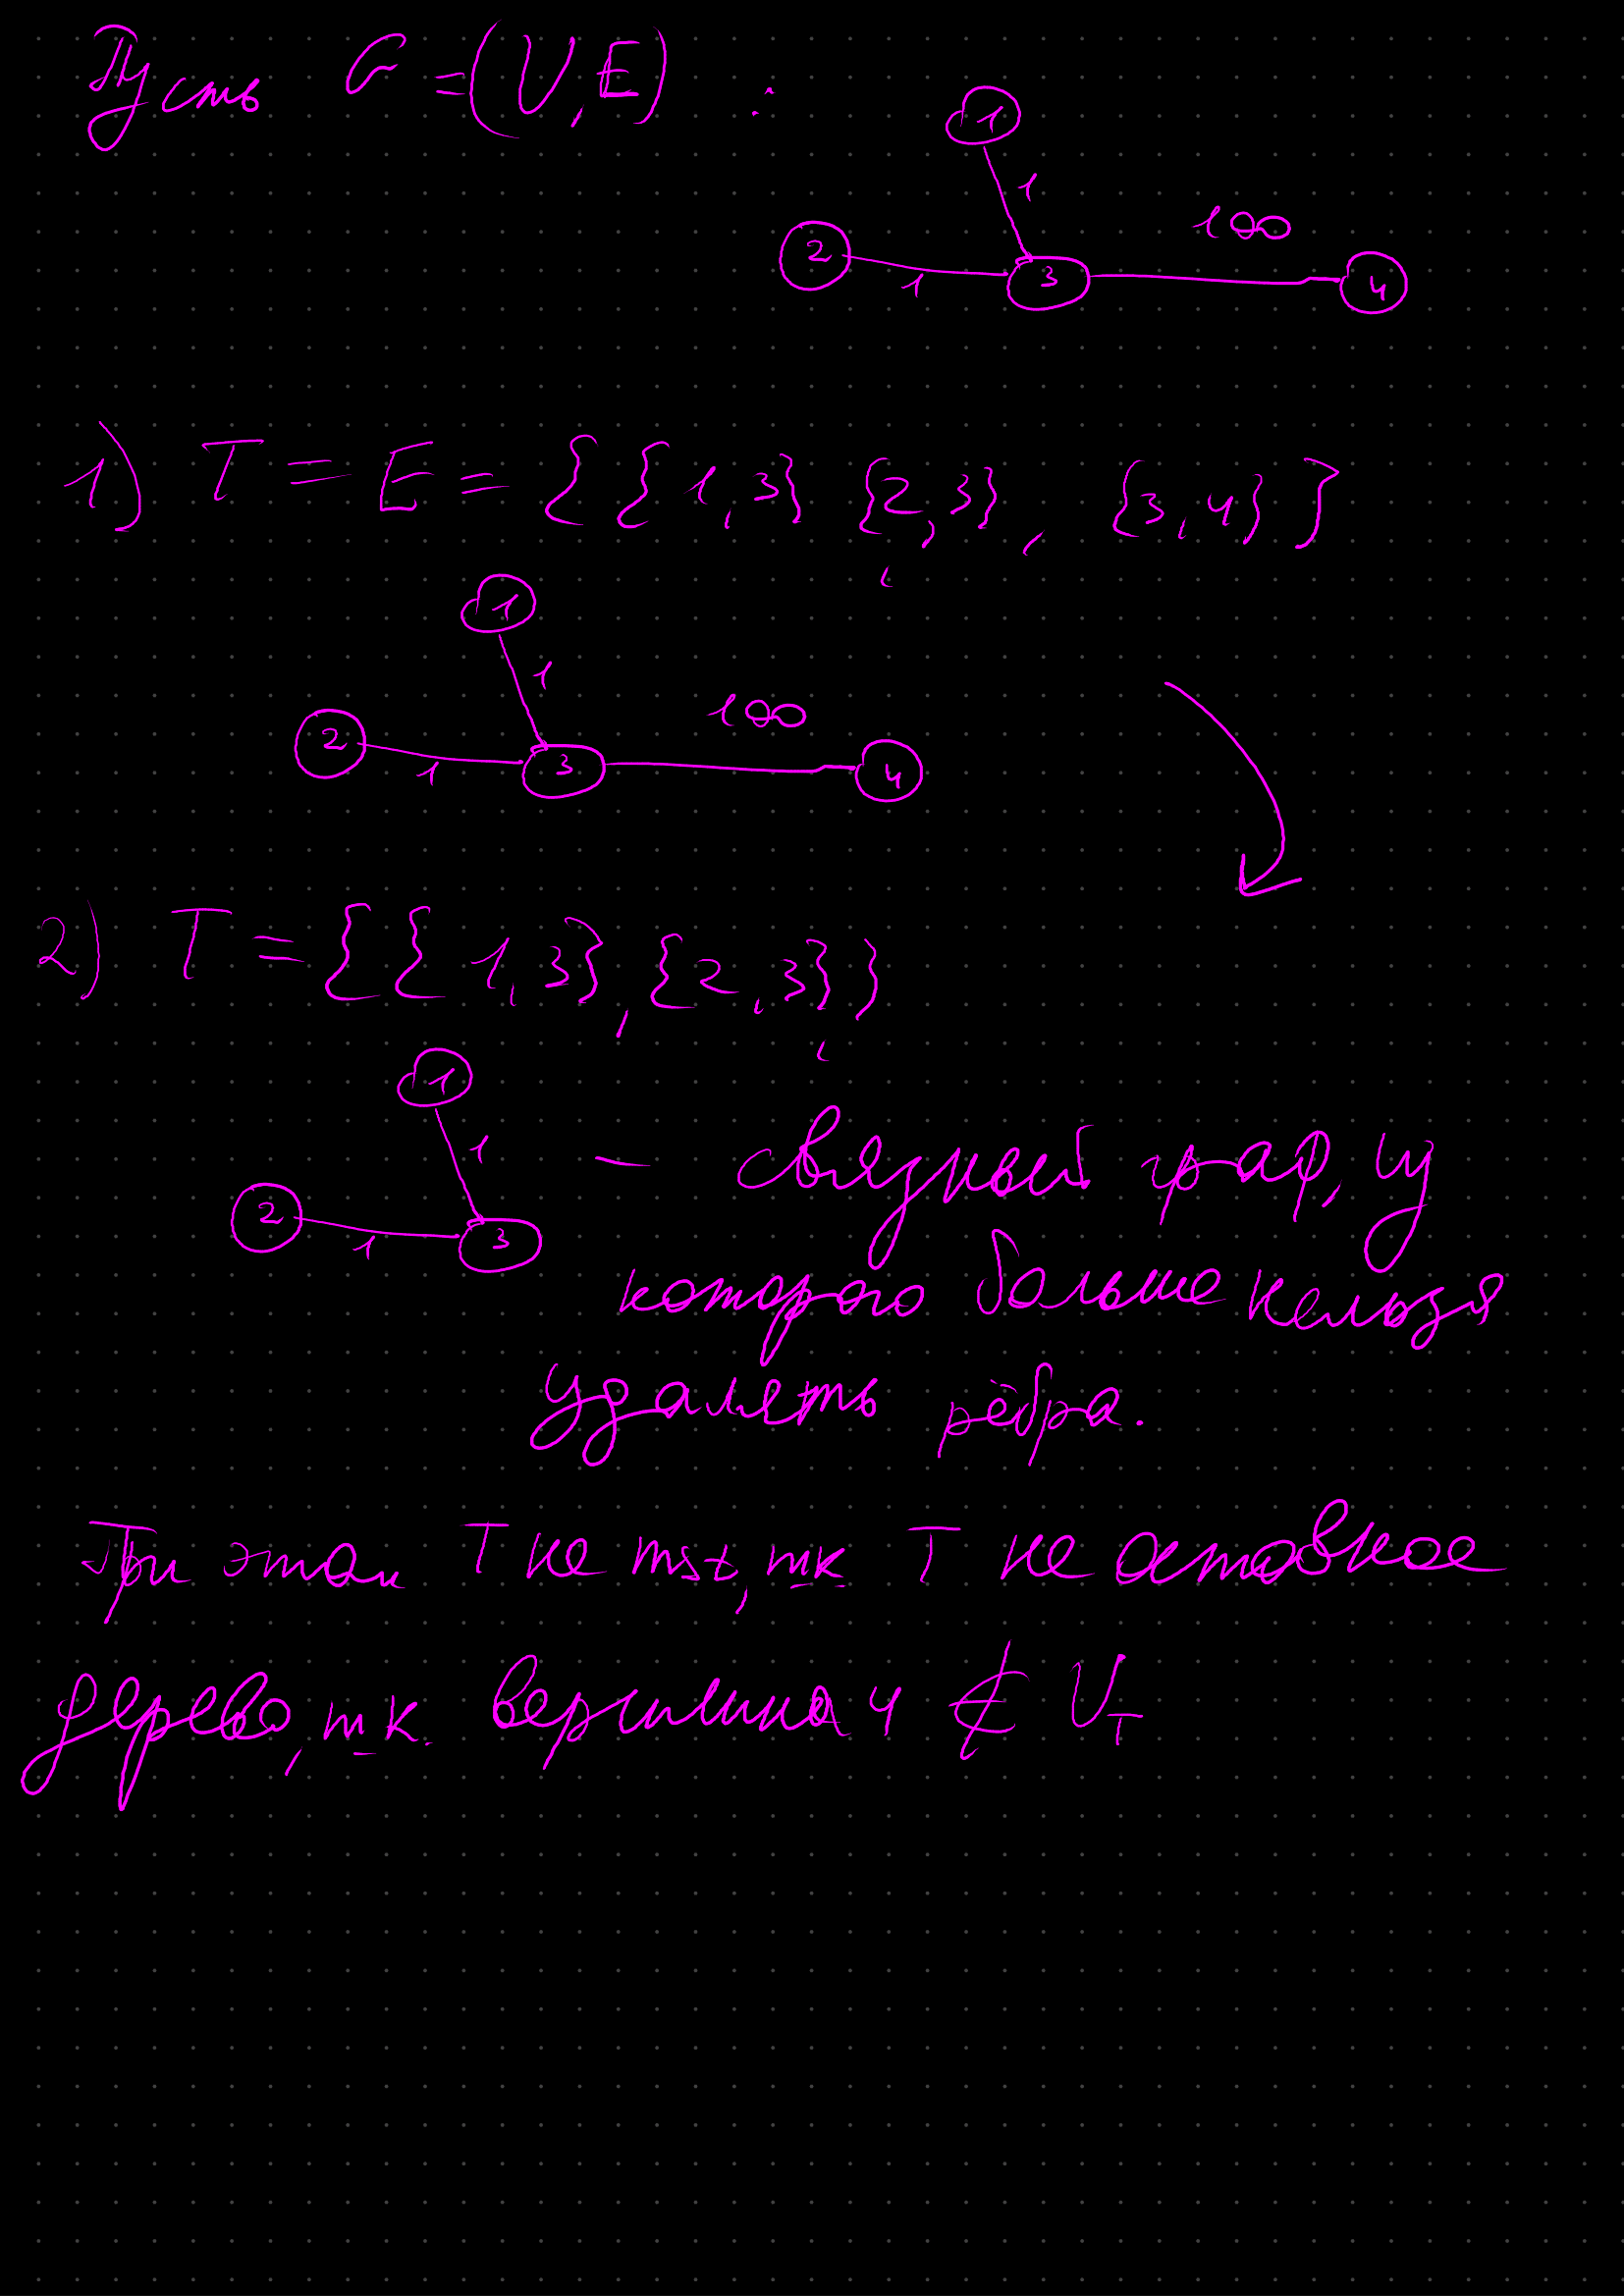 Пусть G = (V, E) :
1
1
100
2
1
3
4
1) T = E = { { 1, 3} , {2, 3} , {3, 4} }
1
1
100
2
1
3
4
2) T = { { 1, 3} , {2, 3} }
1
1
2
1
3
— связный граф, из
которого больше нельзя
удалять рёбра.
При этом T не mst, тк T не остовное
дерево, т.к. вершина 4 ⊄ V_T